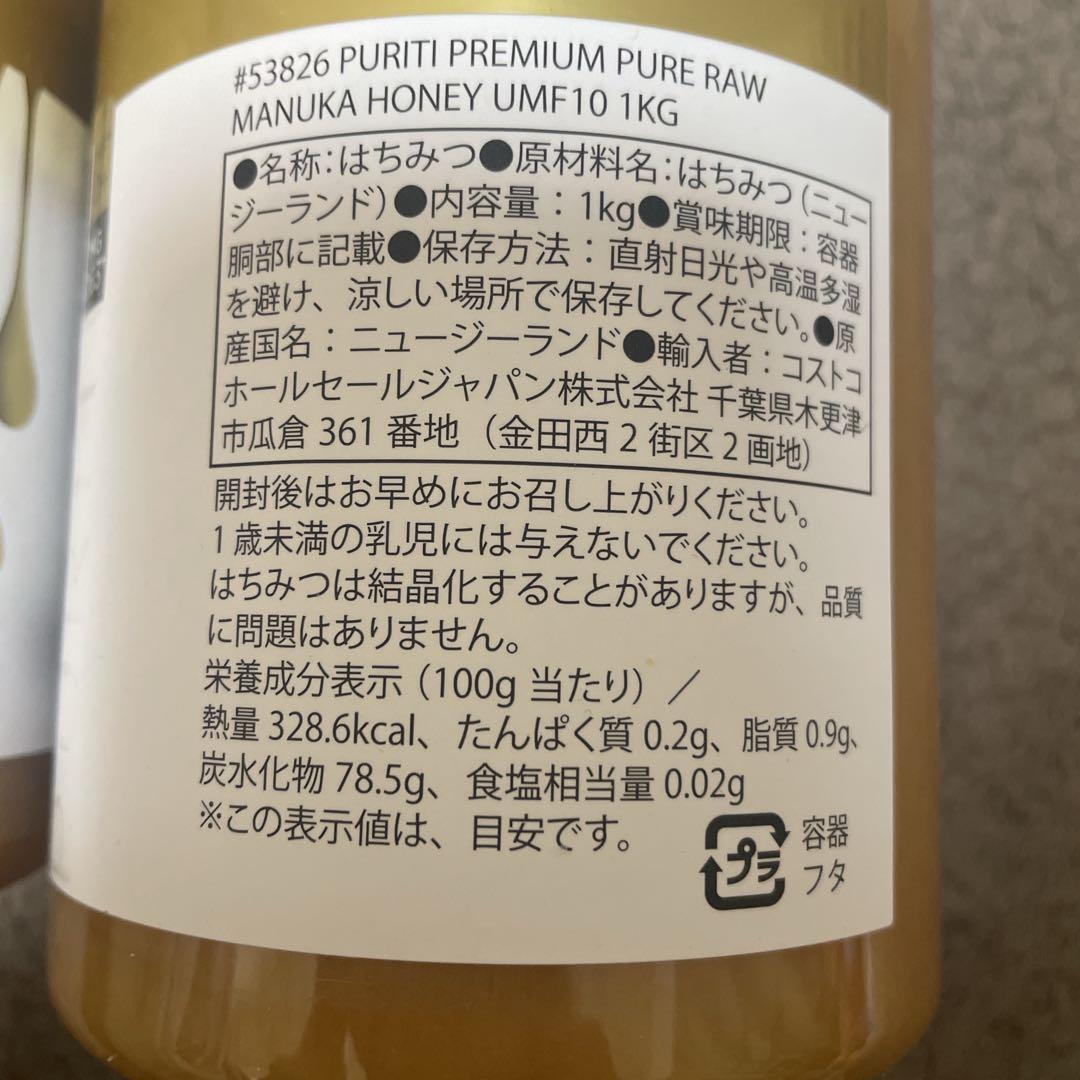 #53826 PURITI PREMIUM PURE RAW
MANUKA HONEY UMF10 1KG
●名称：はちみつ●原材料名：はちみつ（ニュー
ジーランド）●内容量：1kg●賞味期限：容器
胴部に記載●保存方法：直射日光や高温多湿
を避け、涼しい場所で保存してください。●原
産国名：ニュージーランド●輸入者：コストコ
ホールセールジャパン株式会社 千葉県木更津
市瓜倉 361 番地（金田西 2 街区 2 画地）
開封後はお早めにお召し上がりください。
1 歳未満の乳児には与えないでください。
はちみつは結晶化することがありますが、品質
に問題はありません。
栄養成分表示（100g 当たり）／
熱量 328.6kcal、たんぱく質 0.2g、脂質 0.9g、
炭水化物 78.5g、食塩相当量 0.02g
※この表示値は、目安です。
プラ
容器
フタ